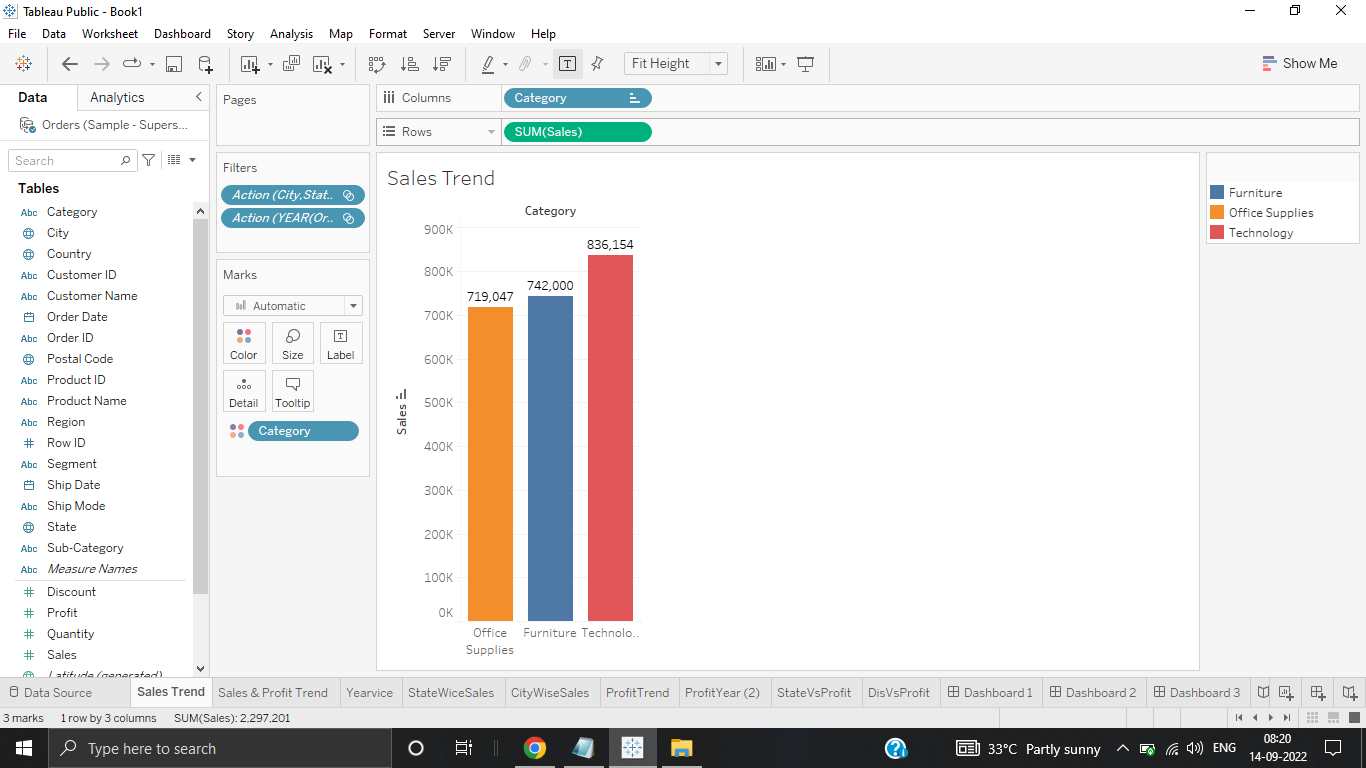 Tableau Public - Book1
File Data Worksheet Dashboard Story Analysis Map Format Server Window Help
Fit Height
Show Me
Data Analytics
Orders (Sample - Supers...
Search
Tables
Abc Category
City
Country
Abc Customer ID
Abc Customer Name
Order Date
Abc Order ID
Postal Code
Abc Product ID
Abc Product Name
Abc Region
# Row ID
Abc Segment
Ship Date
Abc Ship Mode
State
Abc Sub-Category
Abc Measure Names
# Discount
# Profit
# Quantity
# Sales
Latitude (generated)
Pages
Filters
Action (City,Stat..
Action (YEAR(Or..
Marks
Automatic
Color Size Label
Detail Tooltip
Category
Columns Category
Rows SUM(Sales)
Sales Trend
Category
900K
800K
700K
600K
500K
400K
300K
200K
100K
0K
Sales
719,047
742,000
836,154
Office Supplies
Furniture
Technolo..
Furniture
Office Supplies
Technology
Data Source Sales Trend Sales & Profit Trend Yearvice StateWiceSales CityWiseSales ProfitTrend ProfitYear (2) StateVsProfit DisVsProfit Dashboard 1 Dashboard 2 Dashboard 3
3 marks 1 row by 3 columns SUM(Sales): 2,297,201
Type here to search
33°C Partly sunny
ENG
08:20
14-09-2022